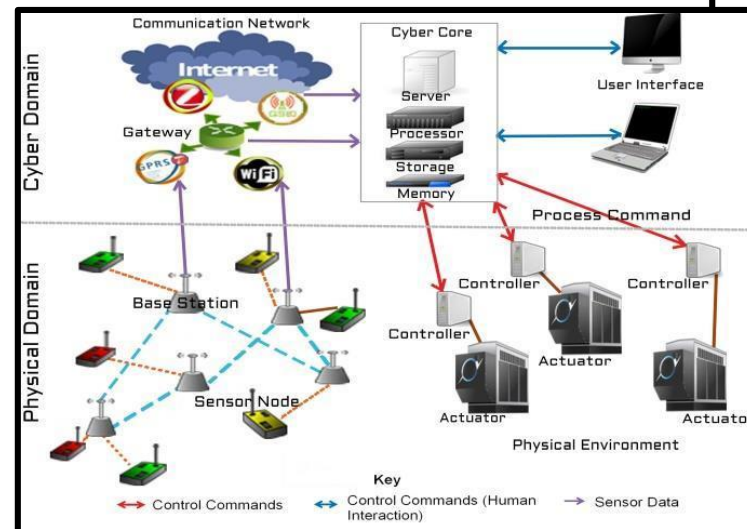 Communication Network
Internet
Z
GSM
Gateway
GPRS
WiFi
Cyber Core
Server
Processor
Storage
Memory
User Interface
Cyber Domain
Process Command
Physical Domain
Base Station
Sensor Node
Controller
Controller
Controller
Actuator
Actuator
Actuator
Physical Environment
Key
Control Commands
Control Commands (Human
Interaction)
Sensor Data